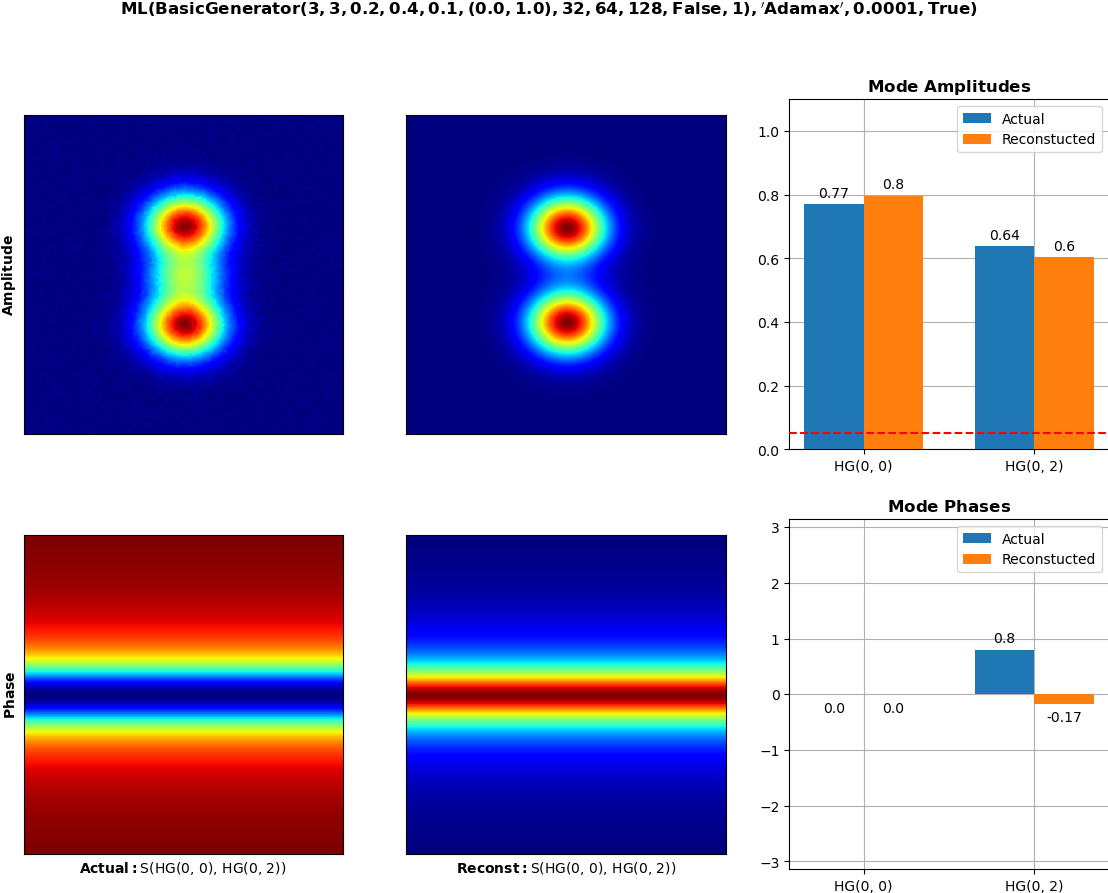 ML(BasicGenerator(3, 3, 0.2, 0.4, 0.1, (0.0, 1.0), 32, 64, 128, False, 1), ′Adamax′, 0.0001, True)
Amplitude
Mode Amplitudes
Actual
Reconstucted
1.0
0.8
0.6
0.4
0.2
0.0
0.77
0.8
0.64
0.6
HG(0, 0)
HG(0, 2)
Phase
Actual: S(HG(0, 0), HG(0, 2))
Reconst: S(HG(0, 0), HG(0, 2))
Mode Phases
Actual
Reconstucted
3
2
1
0
−1
−2
−3
0.0
0.0
0.8
-0.17
HG(0, 0)
HG(0, 2)